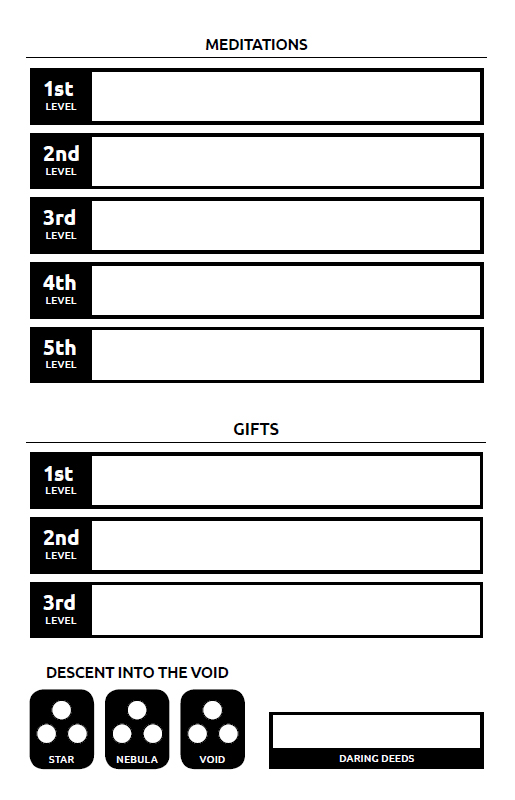 MEDITATIONS
1st
LEVEL
2nd
LEVEL
3rd
LEVEL
4th
LEVEL
5th
LEVEL
GIFTS
1st
LEVEL
2nd
LEVEL
3rd
LEVEL
DESCENT INTO THE VOID
STAR NEBULA VOID
DARING DEEDS